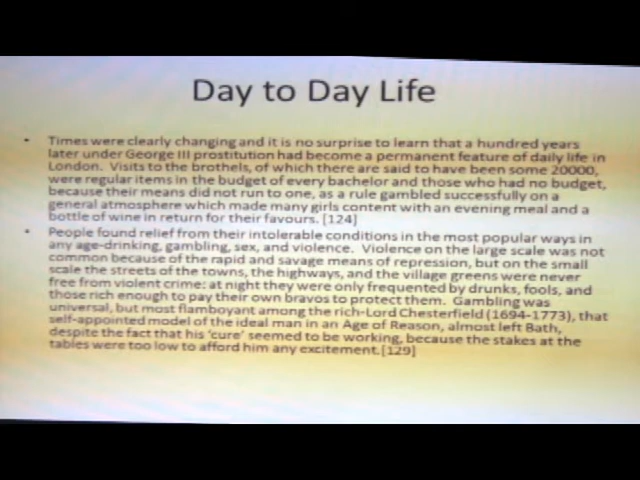 Day to Day Life
• Times were clearly changing and it is no surprise to learn that a hundred years
later under George III prostitution had become a permanent feature of daily life in
London. Visits to the brothels, of which there are said to have been some 20000,
were regular items in the budget of every bachelor and those who had no budget,
because their means did not run to one, as a rule gambled successfully on a
general atmosphere which made many girls content with an evening meal and a
bottle of wine in return for their favours. [124]
• People found relief from their intolerable conditions in the most popular ways in
any age-drinking, gambling, sex, and violence. Violence on the large scale was not
common because of the rapid and savage means of repression, but on the small
scale the streets of the towns, the highways, and the village greens were never
free from violent crime: at night they were only frequented by drunks, fools, and
those rich enough to pay their own bravos to protect them. Gambling was
universal, but most flamboyant among the rich-Lord Chesterfield (1694-1773), that
self-appointed model of the ideal man in an Age of Reason, almost left Bath,
despite the fact that his 'cure' seemed to be working, because the stakes at the
tables were too low to afford him any excitement.[129]